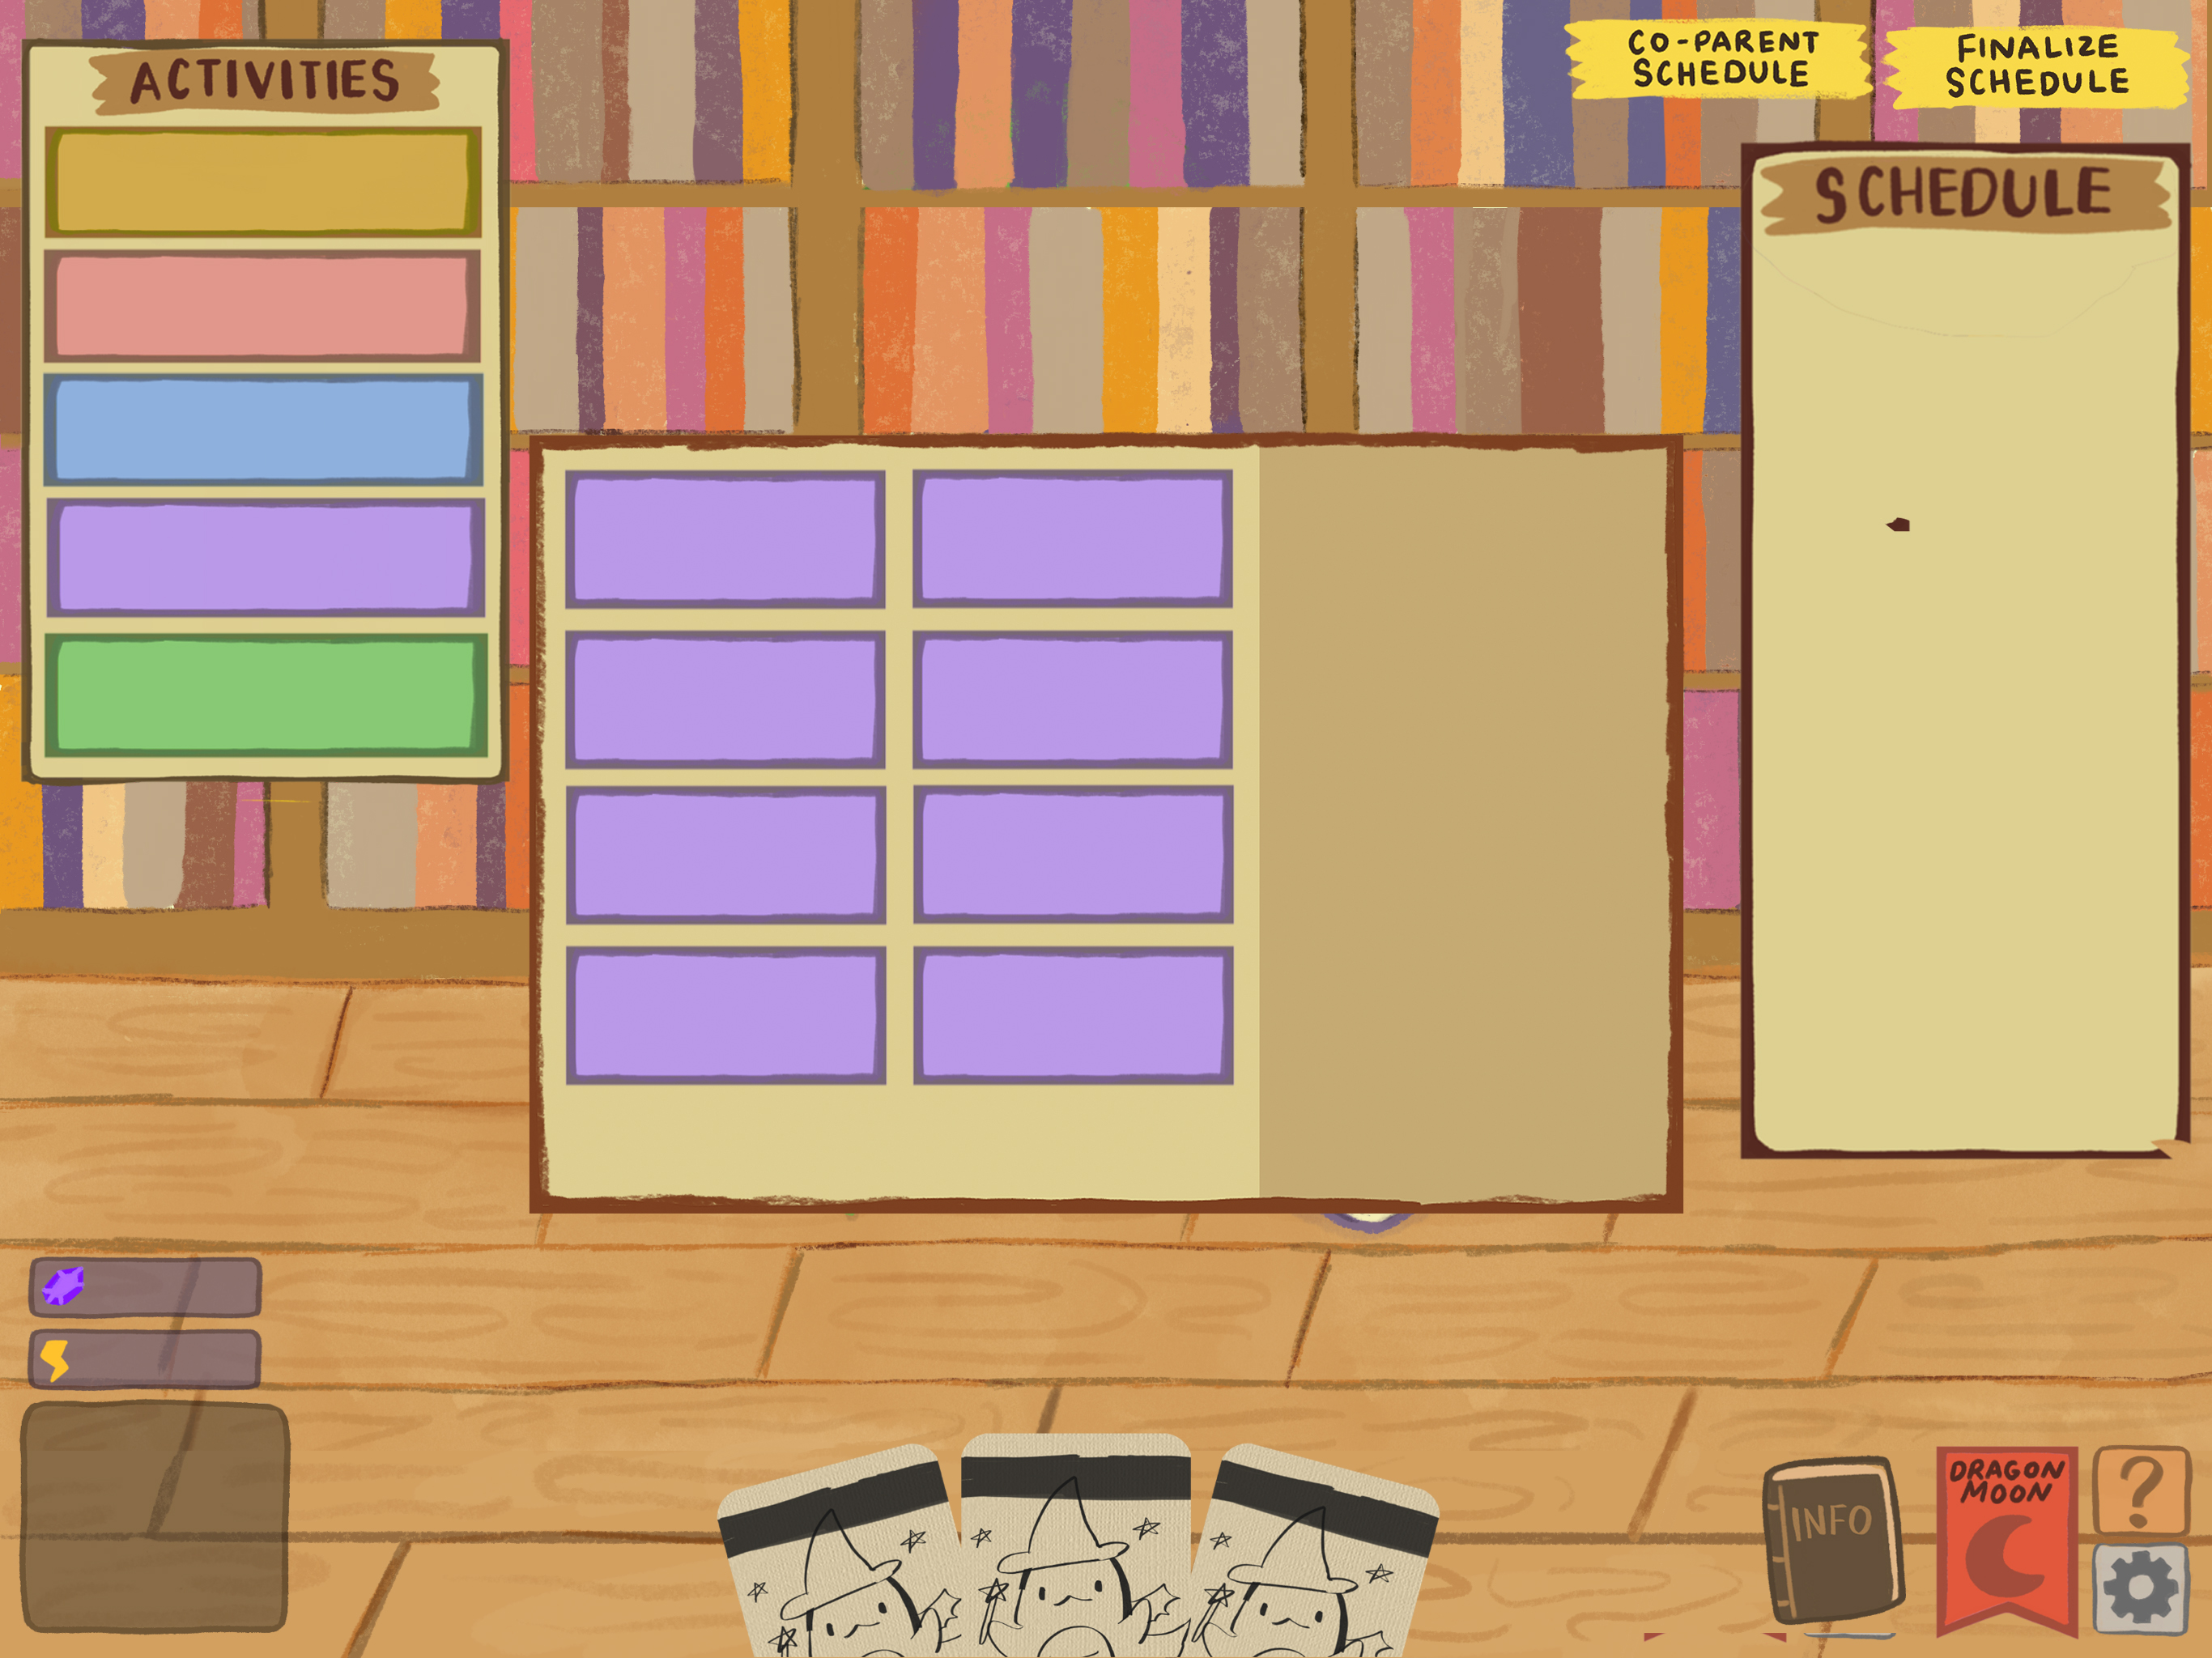 ACTIVITIES
CO-PARENT
SCHEDULE
FINALIZE
SCHEDULE
SCHEDULE
INFO
DRAGON
MOON
?